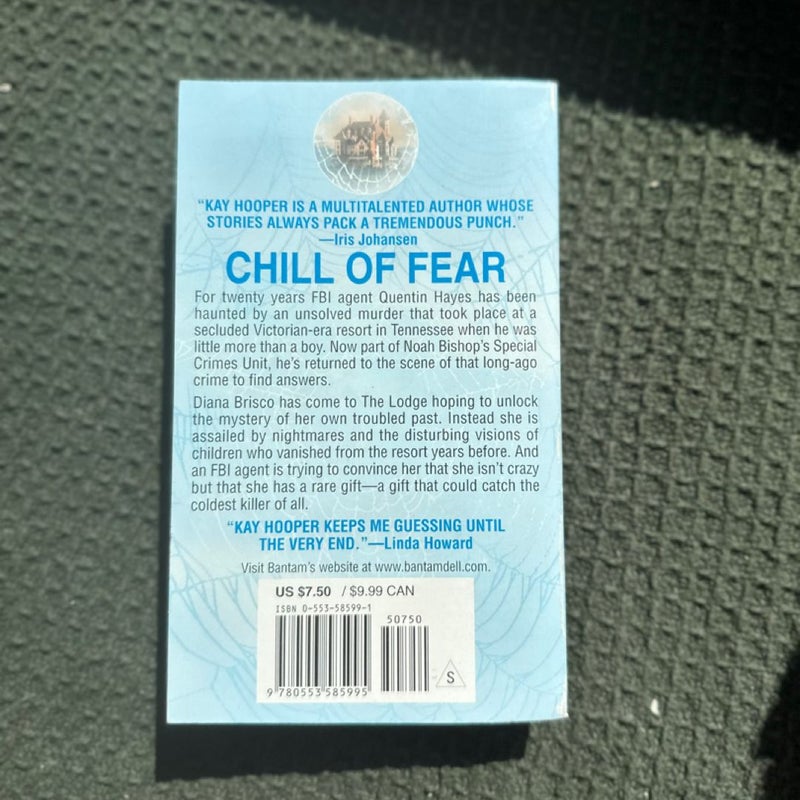 “KAY HOOPER IS A MULTITALENTED AUTHOR WHOSE
STORIES ALWAYS PACK A TREMENDOUS PUNCH.”
—Iris Johansen
CHILL OF FEAR
For twenty years FBI agent Quentin Hayes has been
haunted by an unsolved murder that took place at a
secluded Victorian-era resort in Tennessee when he was
little more than a boy. Now part of Noah Bishop’s Special
Crimes Unit, he’s returned to the scene of that long-ago
crime to find answers.
Diana Brisco has come to The Lodge hoping to unlock
the mystery of her own troubled past. Instead she is
assailed by nightmares and the disturbing visions of
children who vanished from the resort years before. And
an FBI agent is trying to convince her that she isn’t crazy
but that she has a rare gift—a gift that could catch the
coldest killer of all.
“KAY HOOPER KEEPS ME GUESSING UNTIL
THE VERY END.”—Linda Howard
Visit Bantam’s website at www.bantamdell.com.
US $7.50 / $9.99 CAN
ISBN 0-553-58599-1
50750
9 780553 585995
S